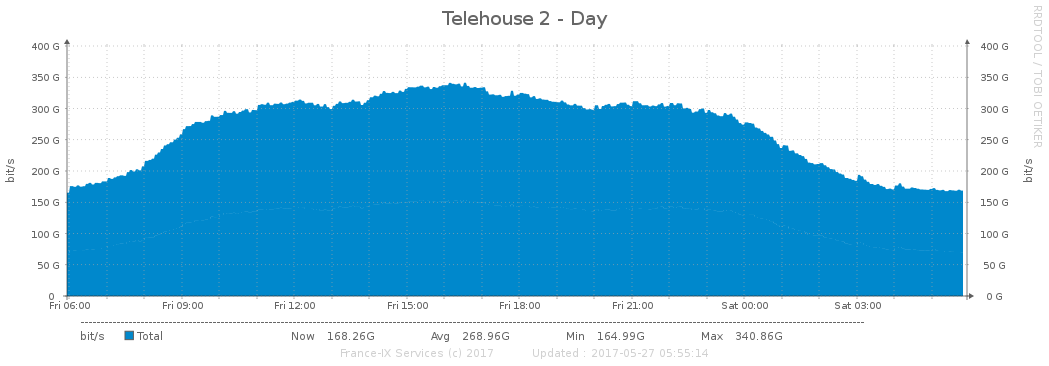 Telehouse 2 - Day
RRDTOOL / TOBI OETIKER
bit/s
400 G 400 G
350 G 350 G
300 G 300 G
250 G 250 G
200 G 200 G
150 G 150 G
100 G 100 G
50 G 50 G
0 0 G
bit/s
Fri 06:00 Fri 09:00 Fri 12:00 Fri 15:00 Fri 18:00 Fri 21:00 Sat 00:00 Sat 03:00
bit/s Total Now 168.26G Avg 268.96G Min 164.99G Max 340.86G
France-IX Services (c) 2017 Updated : 2017-05-27 05:55:14